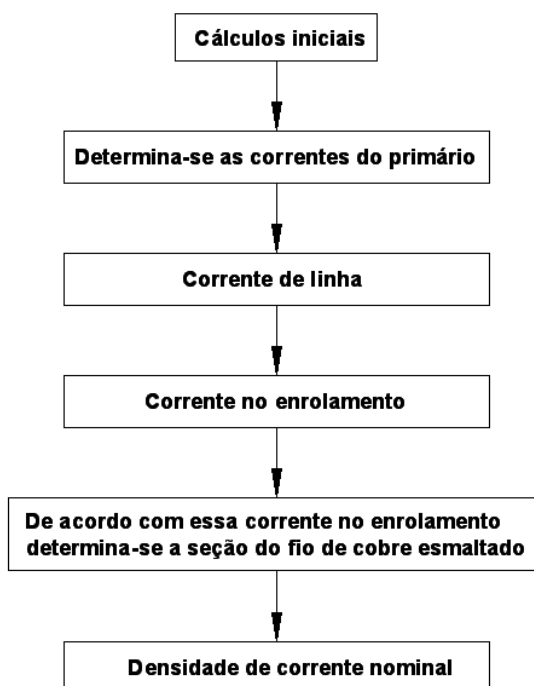 Cálculos iniciais
Determina-se as correntes do primário
Corrente de linha
Corrente no enrolamento
De acordo com essa corrente no enrolamento
determina-se a seção do fio de cobre esmaltado
Densidade de corrente nominal